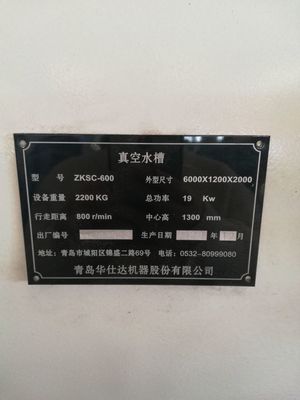 真空水槽
型 号 ZKSC-600 外型尺寸 6000X1200X2000
设备重量 2200 KG 总功率 19 Kw
行走距离 800 r/min 中心高 1300 mm
出厂编号 生产日期 年 月
地址：青岛市城阳区锦盛二路69号 电话：0532-80999080
青岛华仕达机器股份有限公司